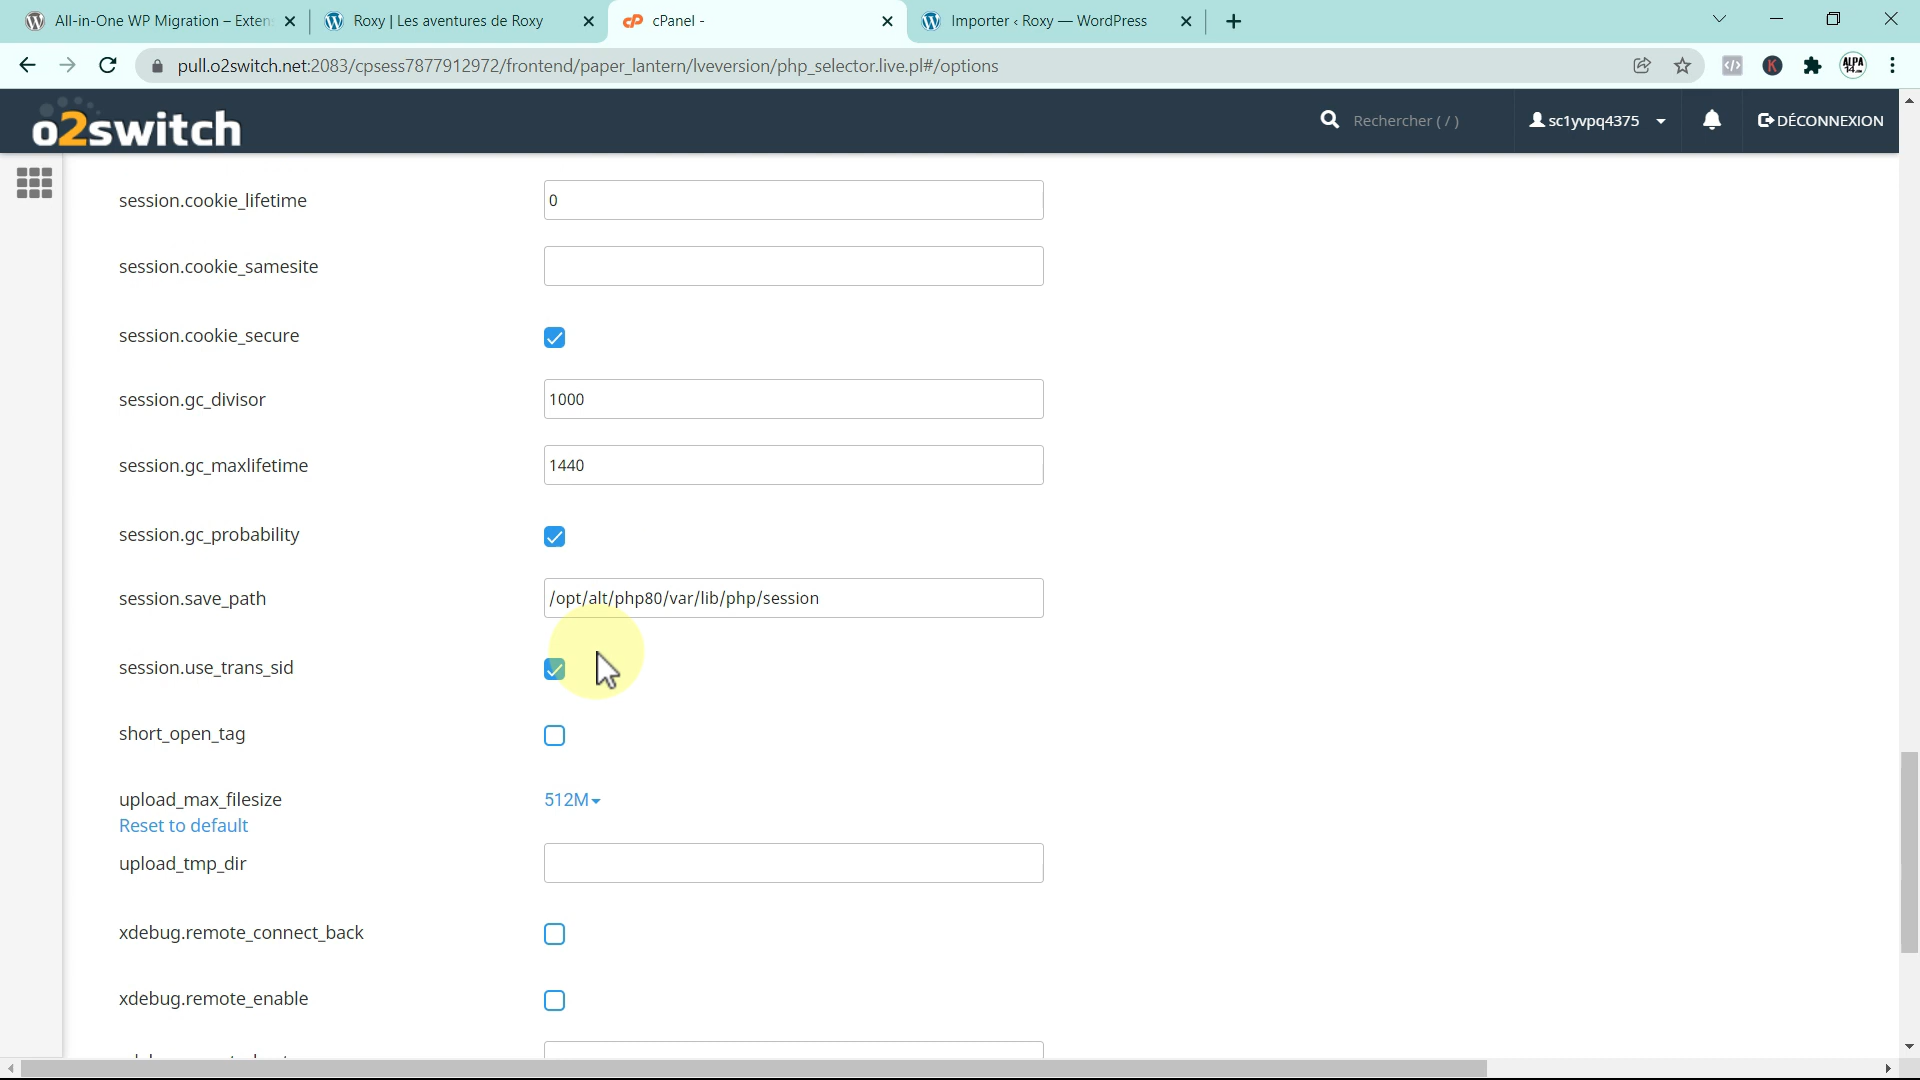 All-in-One WP Migration – Exten
Roxy | Les aventures de Roxy
cPanel -
Importer ‹ Roxy — WordPress
pull.o2switch.net:2083/cpsess7877912972/frontend/paper_lantern/lveversion/php_selector.live.pl#/options
K
ALPA
o2switch
Rechercher ( / )
sc1yvpq4375
DÉCONNEXION
session.cookie_lifetime
0
session.cookie_samesite
session.cookie_secure
session.gc_divisor
1000
session.gc_maxlifetime
1440
session.gc_probability
session.save_path
/opt/alt/php80/var/lib/php/session
session.use_trans_sid
short_open_tag
upload_max_filesize
512M
Reset to default
upload_tmp_dir
xdebug.remote_connect_back
xdebug.remote_enable